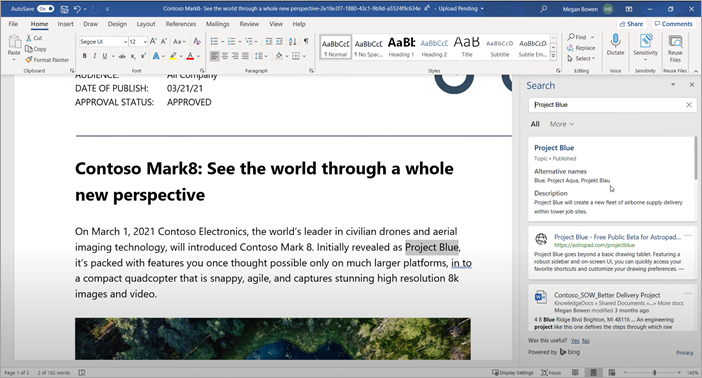 AutoSave On
Contoso Mark8- See the world through a whole new perspective-2e18e3f7-1880-43c1-9b9d-a5524f9c634e
Upload Pending
Megan Bowen MB
File Home Insert Draw Design Layout References Mailings Review View Help Search
Share Comments
Paste
Cut
Copy
Format Painter
Clipboard
Segoe UI 12
Font
Paragraph
AaBbCcC AaBbCcC AaBb AaBbCcC AaBb AaBbCcC AaBbCcDc
1 Normal 1 No Spac... Heading 1 Heading 2 Title Subtitle Subtle Em...
Styles
Find
Replace
Select
Editing
Dictate
Voice
Sensitivity
Sensitivity
Reuse Files
Reuse Files
AUDIENCE: All Company
DATE OF PUBLISH: 03/21/21
APPROVAL STATUS: APPROVED
Contoso Mark8: See the world through a whole
new perspective
On March 1, 2021 Contoso Electronics, the world's leader in civilian drones and aerial
imaging technology, will introduced Contoso Mark 8. Initially revealed as Project Blue,
it's packed with features you once thought possible only on much larger platforms, in to
a compact quadcopter that is snappy, agile, and captures stunning high resolution 8k
images and video.
Search
Project Blue
All More
Project Blue
Topic • Published
Alternative names
Blue, Project Aqua, Projekt Blau
Description
Project Blue will create a new fleet of airborne supply delivery
within tower job sites.
Project Blue - Free Public Beta for Astropad...
https://astropad.com/projectblue
Project Blue goes beyond a basic drawing tablet. Featuring a
robust sidebar and on-screen UI, you can quickly access your
favorite shortcuts and customize your drawing preferences. —
Contoso_SOW_Better Delivery Project
KnowledgeDocs » Shared Documents »... More docs
Megan Bowen modified 3 months ago
4 B Blue Ridge Blvd Brighton, MI 48116 ... An engineering
project like this one defines the steps through which raw
Was this useful? Yes No
Powered by bing Privacy
Page 1 of 2 2 of 182 words
Display Settings Focus 140%